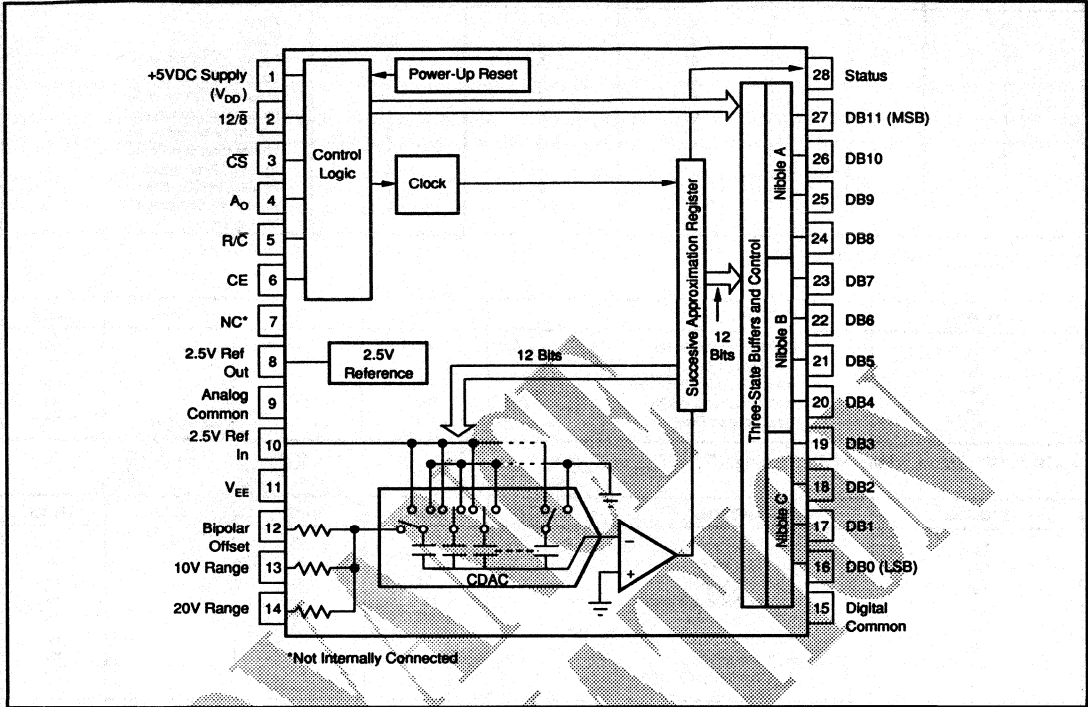 +5VDC Supply
(V_DD)
1
12/8̅
2
C̅S̅
3
A_O
4
R/C̅
5
CE
6
NC*
7
2.5V Ref
Out
8
Analog
Common
9
2.5V Ref
In
10
V_EE
11
Bipolar
Offset
12
10V Range
13
20V Range
14
Control
Logic
Power-Up Reset
Clock
2.5V
Reference
12 Bits
CDAC
−
+
Succesive Approximation Register
12
Bits
Three-State Buffers and Control
Nibble A
Nibble B
Nibble C
28
Status
27
DB11 (MSB)
26
DB10
25
DB9
24
DB8
23
DB7
22
DB6
21
DB5
20
DB4
19
DB3
18
DB2
17
DB1
16
DB0 (LSB)
15
Digital
Common
*Not Internally Connected